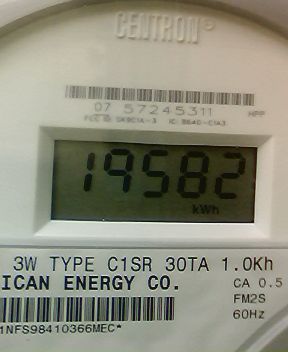 CENTRON®
07 57245311 HPP
19582
kWh
3W TYPE C1SR 30TA 1.0Kh
ICAN ENERGY CO. CA 0.5
FM2S
60Hz
1NFS98410366MEC*